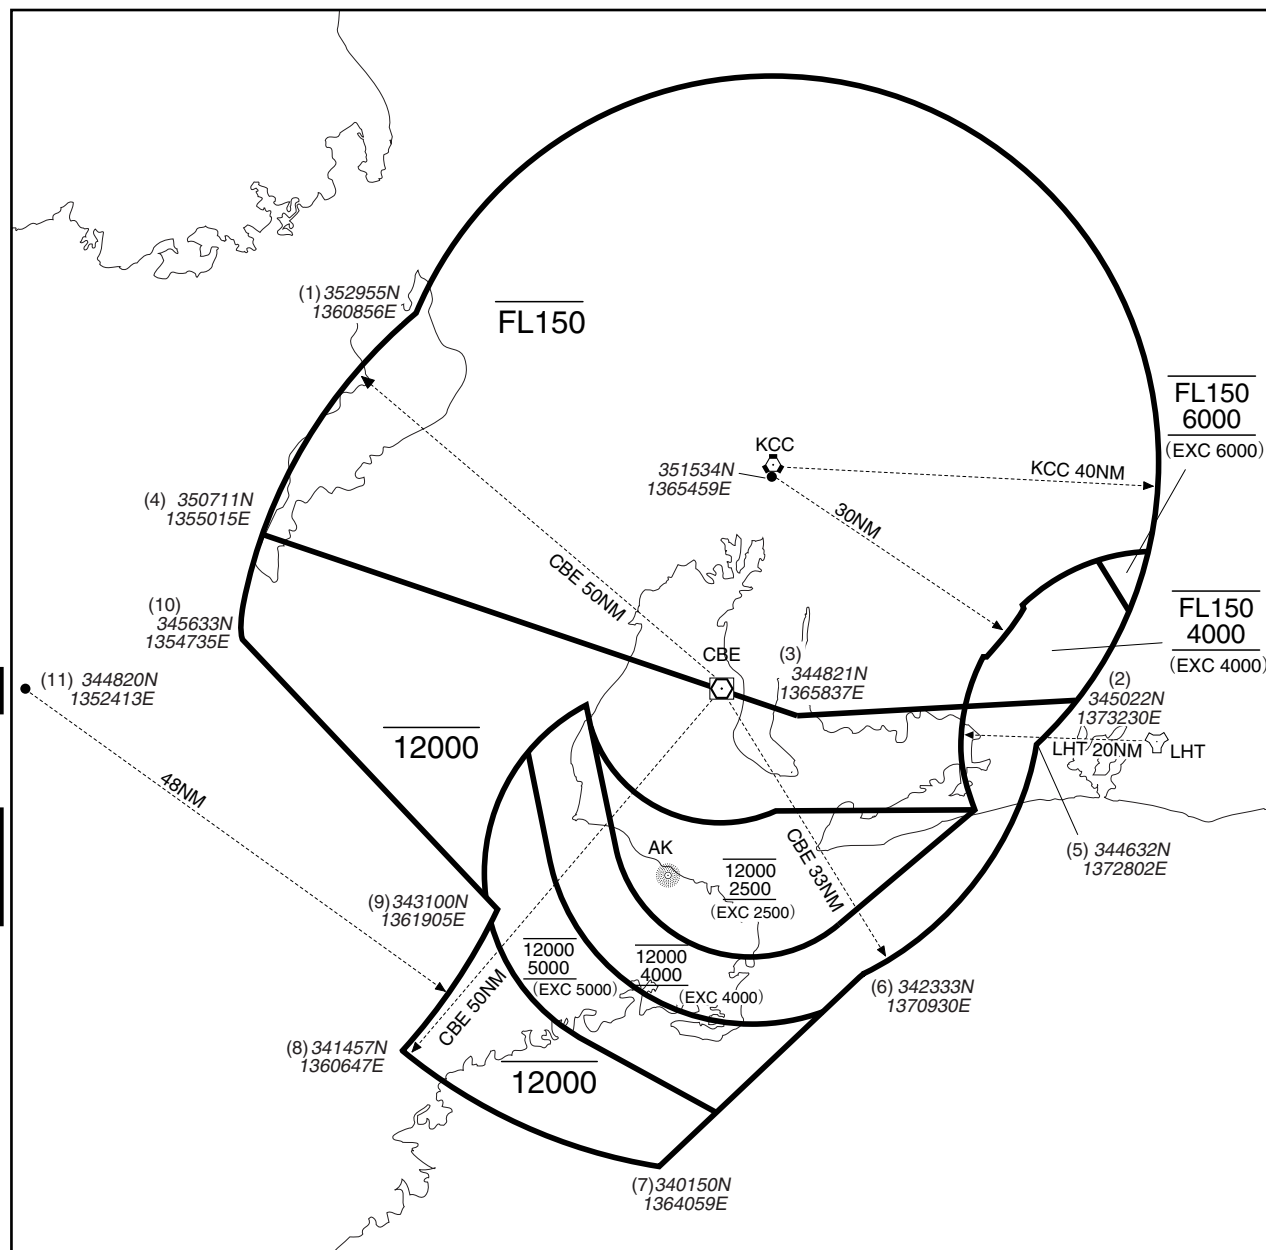 (1) 352955N
1360856E
FL150
FL150
6000
(EXC 6000)
KCC
351534N
1365459E
KCC 40NM
30NM
(4) 350711N
1355015E
CBE 50NM
FL150
4000
(EXC 4000)
(10)
345633N
1354735E
CBE
(3)
344821N
1365837E
(2)
345022N
1373230E
(11) 344820N
1352413E
12000
LHT 20NM
LHT
48NM
AK
CBE 33NM
(5) 344632N
1372802E
12000
2500
(EXC 2500)
(9) 343100N
1361905E
12000
5000
(EXC 5000)
12000
4000
(EXC 4000)
(6) 342333N
1370930E
CBE 50NM
(8) 341457N
1360647E
12000
(7) 340150N
1364059E